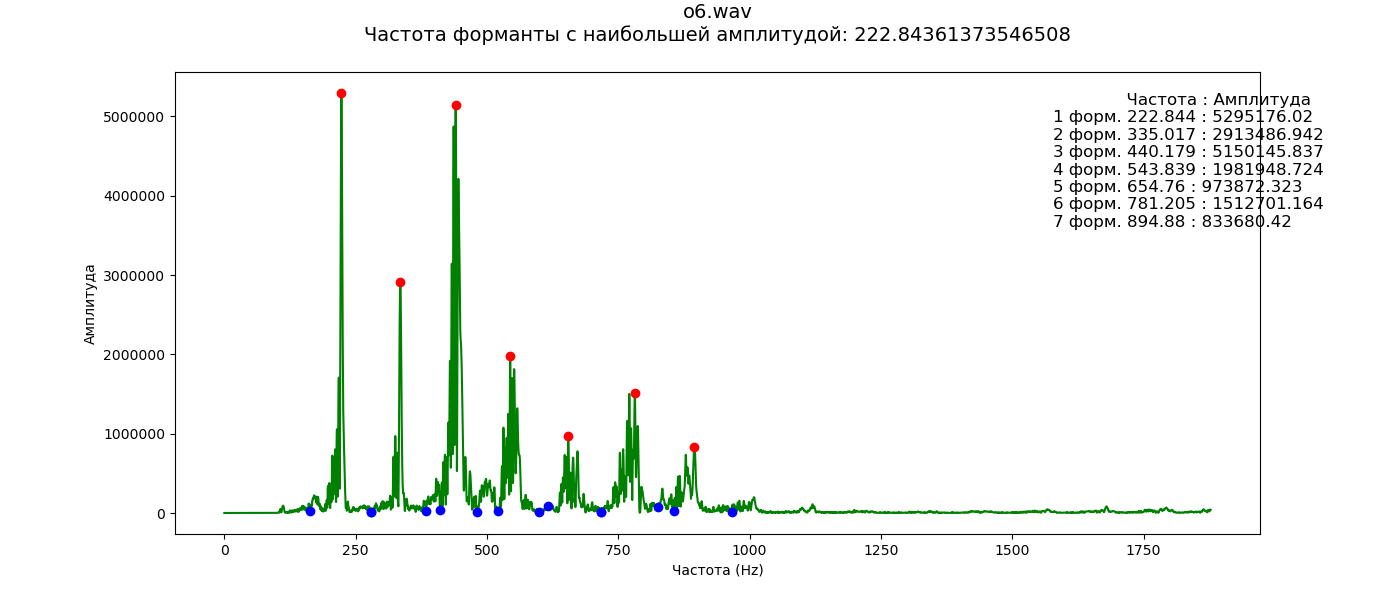 o6.wav
Частота форманты с наибольшей амплитудой: 222.84361373546508
Частота : Амплитуда
1 форм. 222.844 : 5295176.02
2 форм. 335.017 : 2913486.942
3 форм. 440.179 : 5150145.837
4 форм. 543.839 : 1981948.724
5 форм. 654.76 : 973872.323
6 форм. 781.205 : 1512701.164
7 форм. 894.88 : 833680.42
Амплитуда
5000000
4000000
3000000
2000000
1000000
0
0 250 500 750 1000 1250 1500 1750
Частота (Hz)